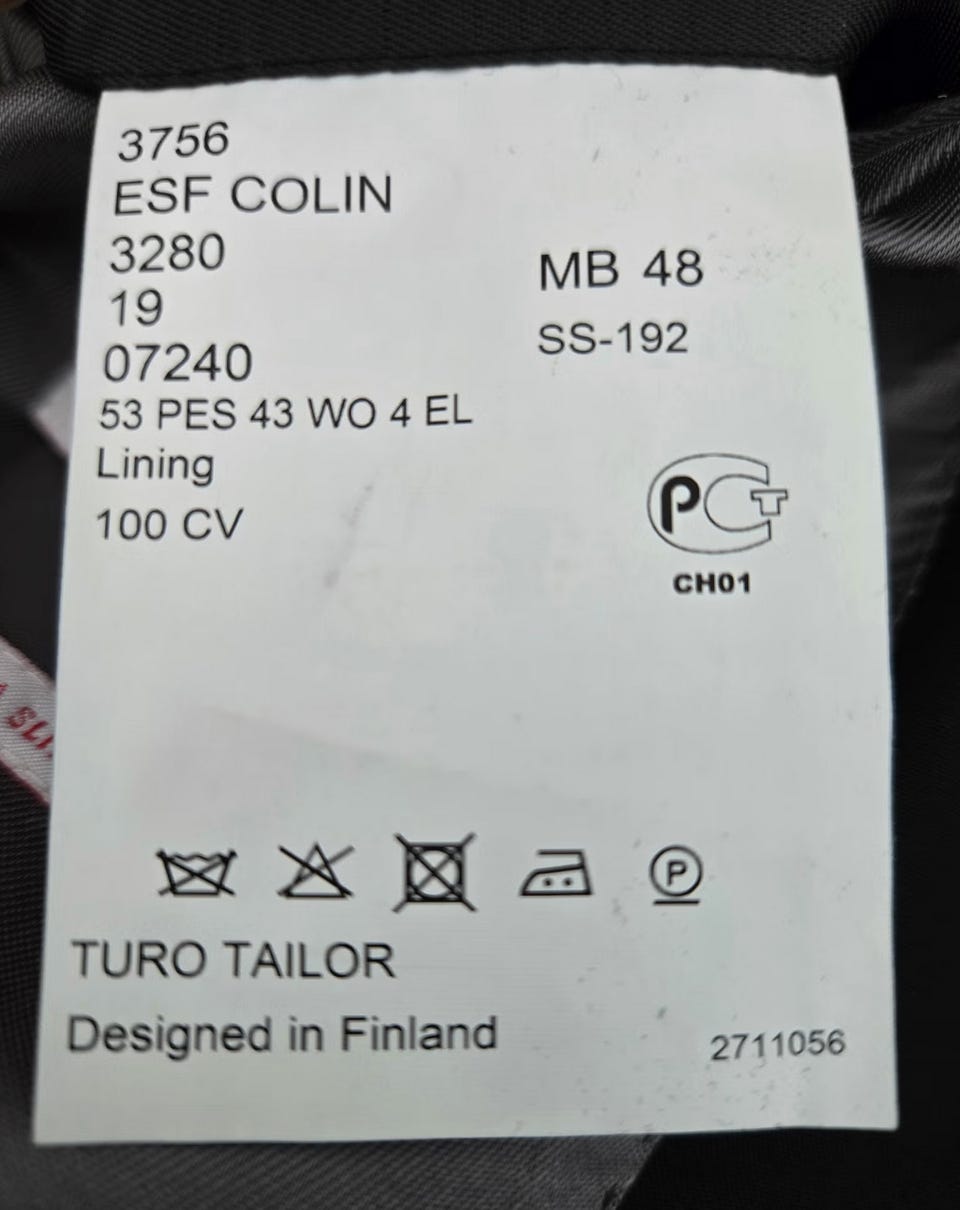 3756
ESF COLIN
3280
19
07240
53 PES 43 WO 4 EL
Lining
100 CV
MB 48
SS-192
РСТ
CH01
P
TURO TAILOR
Designed in Finland
2711056